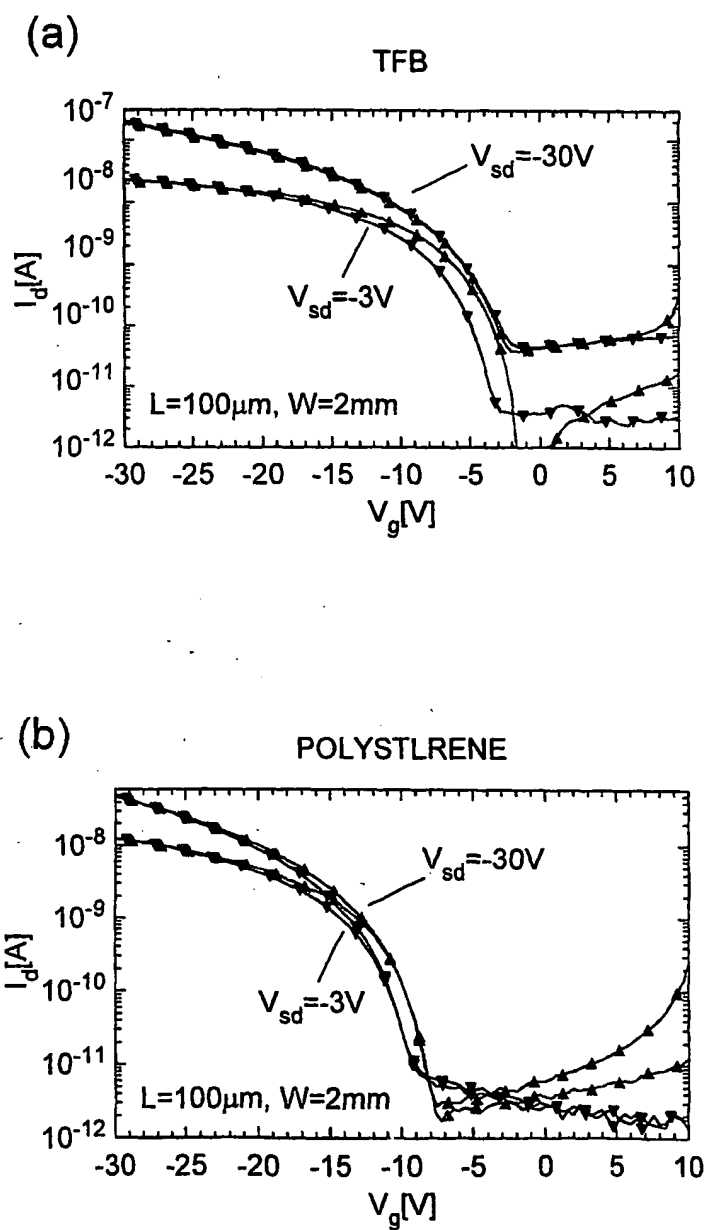 (a)
TFB
10-7
10-8
10-9
10-10
10-11
10-12
Id[A]
Vsd=-30V
Vsd=-3V
L=100μm, W=2mm
-30 -25 -20 -15 -10 -5 0 5 10
Vg[V]
(b)
POLYSTLRENE
10-8
10-9
10-10
10-11
10-12
Id[A]
Vsd=-30V
Vsd=-3V
L=100μm, W=2mm
-30 -25 -20 -15 -10 -5 0 5 10
Vg[V]